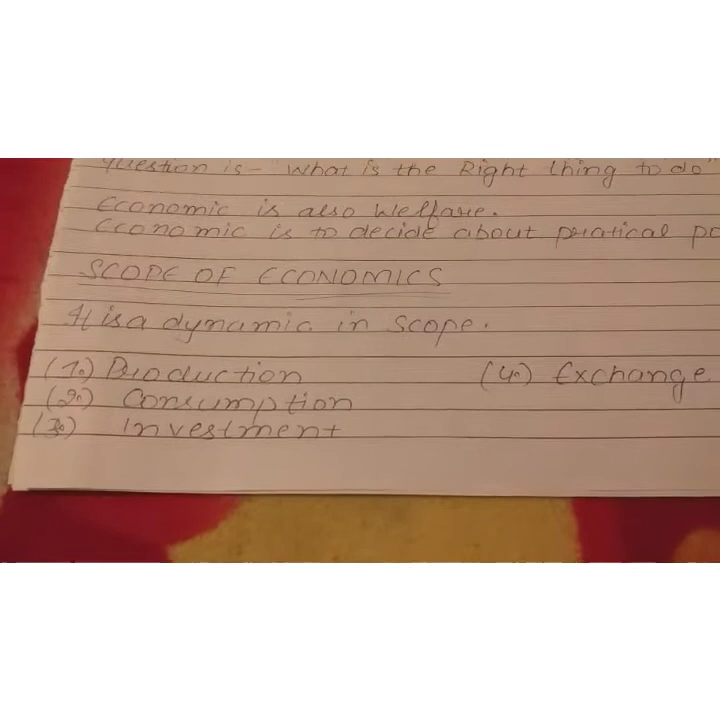 question is - "What is the Right thing to do"
Economic is also Welfare.
Economic is to decide about pratical
SCOPE OF ECONOMICS
It is a dynamic in scope.
(1.) Production (4.) Exchange
(2.) Consumption
(3.) Investment